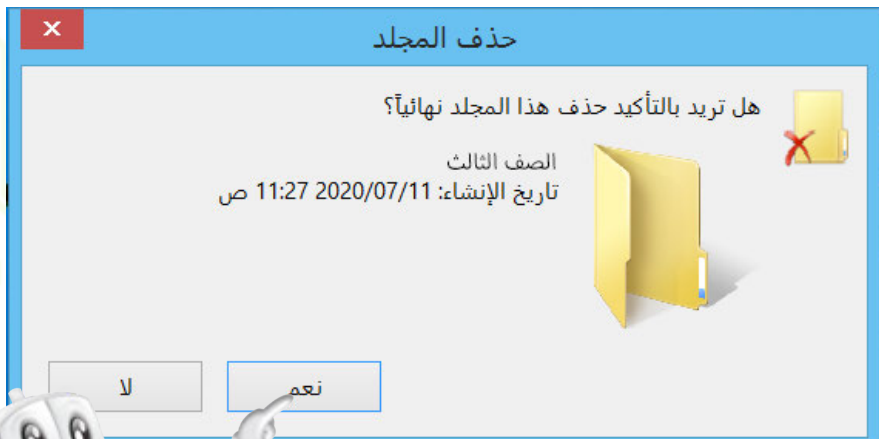 حذف المجلد
هل تريد بالتأكيد حذف هذا المجلد نهائياً؟
الصف الثالث
تاريخ الإنشاء: 2020/07/11 11:27 ص
نعم
لا